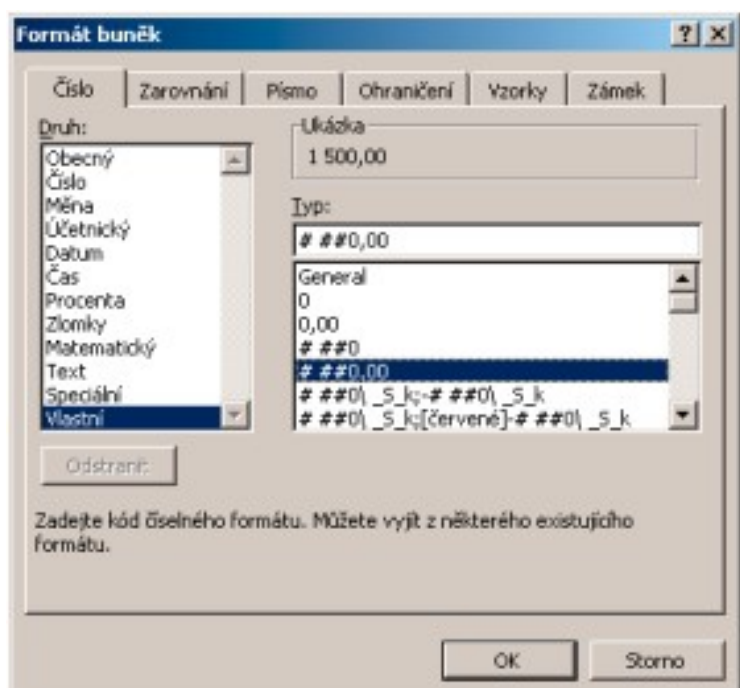 Formát buněk
Číslo Zarovnání Písmo Ohraničení Vzorky Zámek
Druh:
Obecný
Číslo
Měna
Účetnický
Datum
Čas
Procenta
Zlomky
Matematický
Text
Speciální
Vlastní
Ukázka
1 500,00
Typ:
# ##0,00
General
0
0,00
# ##0
# ##0,00
# ##0\ _S_k;-# ##0\ _S_k
# ##0\ _S_k;[červené]-# ##0\ _S_k
Odstranit
Zadejte kód číselného formátu. Můžete vyjít z některého existujícího
formátu.
OK Storno